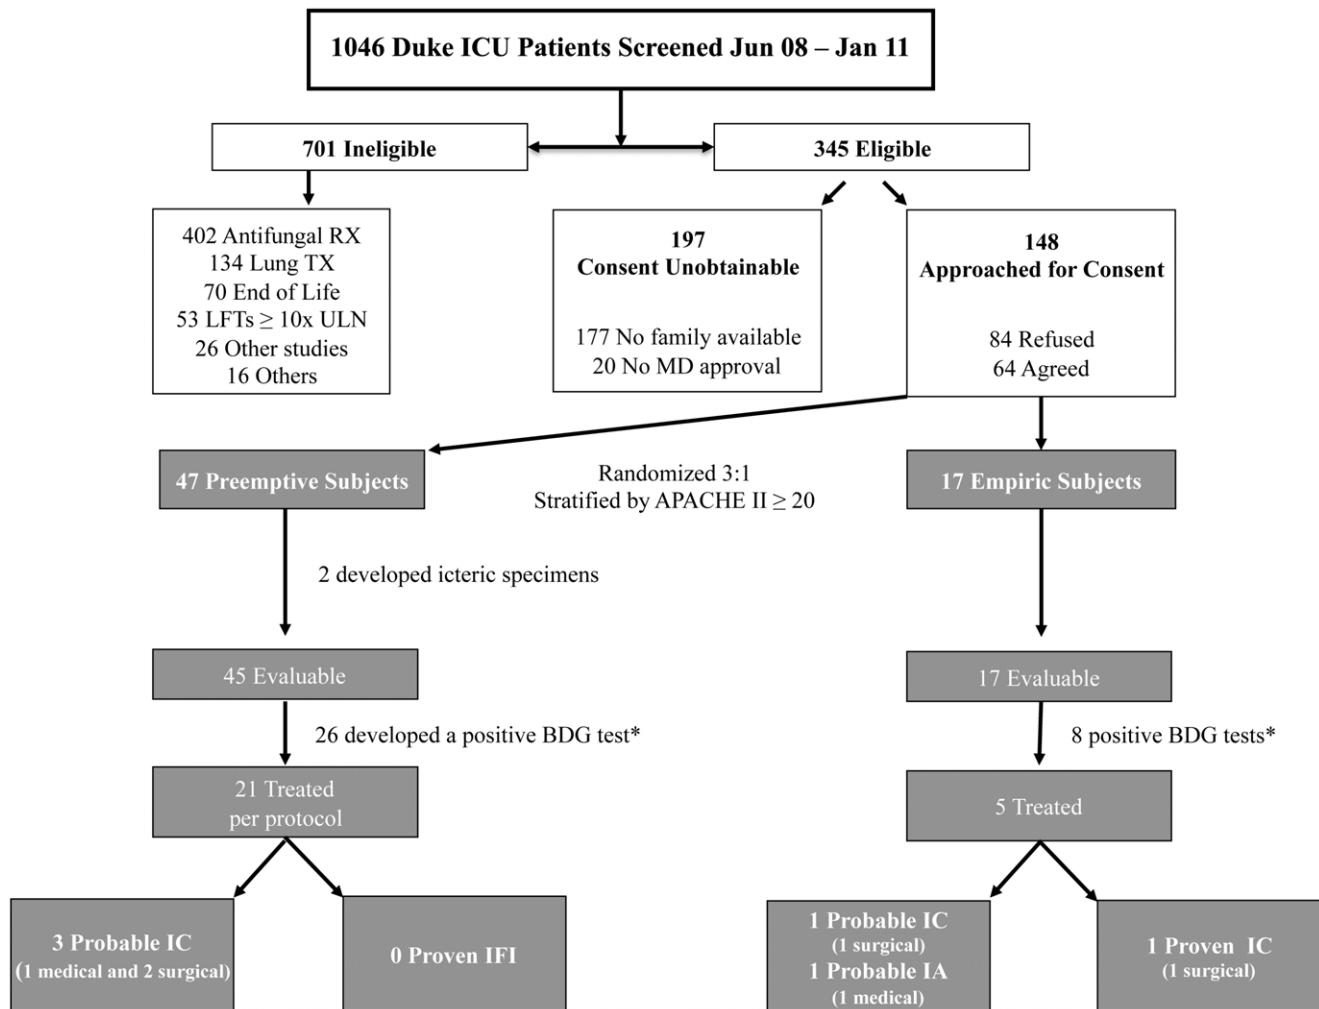 1046 Duke ICU Patients Screened Jun 08 – Jan 11
701 Ineligible
345 Eligible
402 Antifungal RX
134 Lung TX
70 End of Life
53 LFTs ≥ 10x ULN
26 Other studies
16 Others
197
Consent Unobtainable
177 No family available
20 No MD approval
148
Approached for Consent
84 Refused
64 Agreed
47 Preemptive Subjects
Randomized 3:1
Stratified by APACHE II ≥ 20
17 Empiric Subjects
2 developed icteric specimens
45 Evaluable
17 Evaluable
26 developed a positive BDG test*
8 positive BDG tests*
21 Treated
per protocol
5 Treated
3 Probable IC
(1 medical and 2 surgical)
0 Proven IFI
1 Probable IC
(1 surgical)
1 Probable IA
(1 medical)
1 Proven IC
(1 surgical)